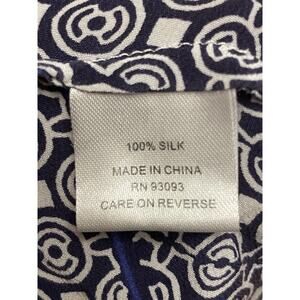 100% SILK
MADE IN CHINA
RN 93093
CARE ON REVERSE